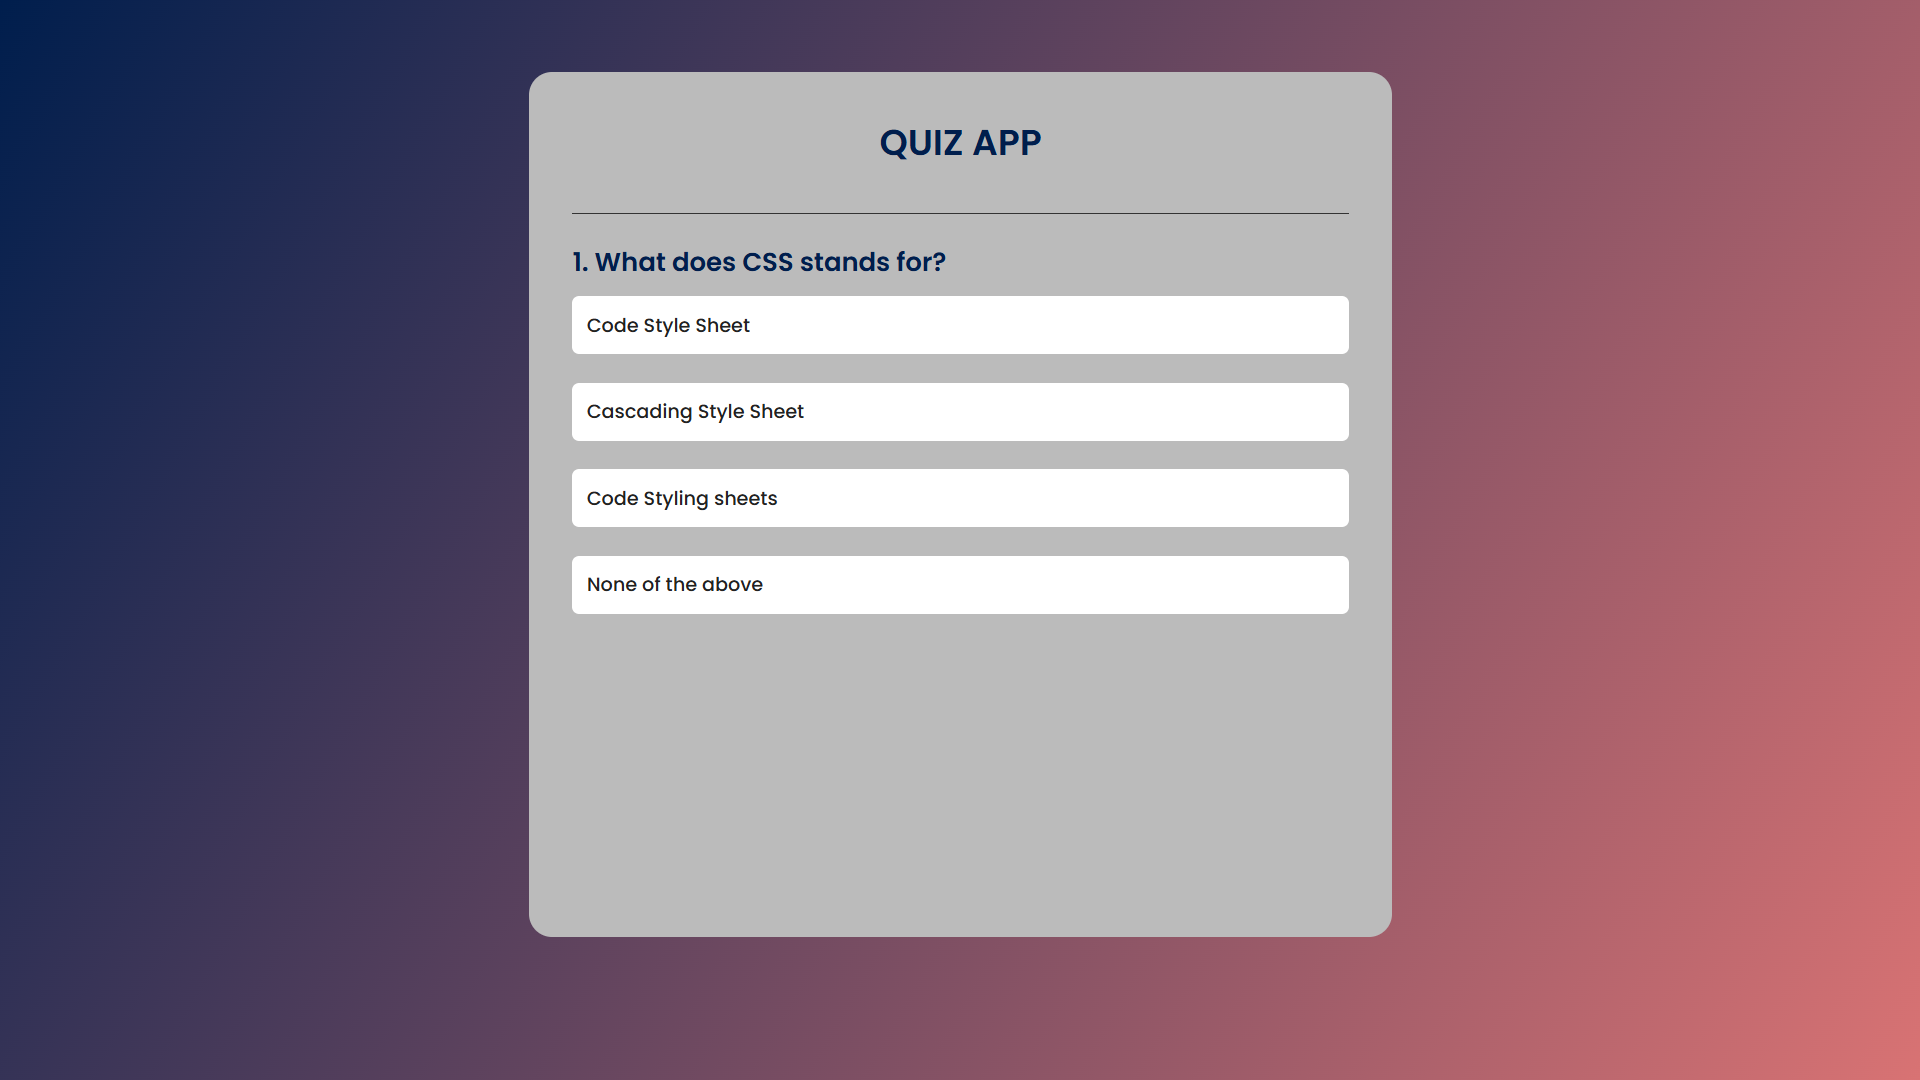 QUIZ APP
1. What does CSS stands for?
Code Style Sheet
Cascading Style Sheet
Code Styling sheets
None of the above